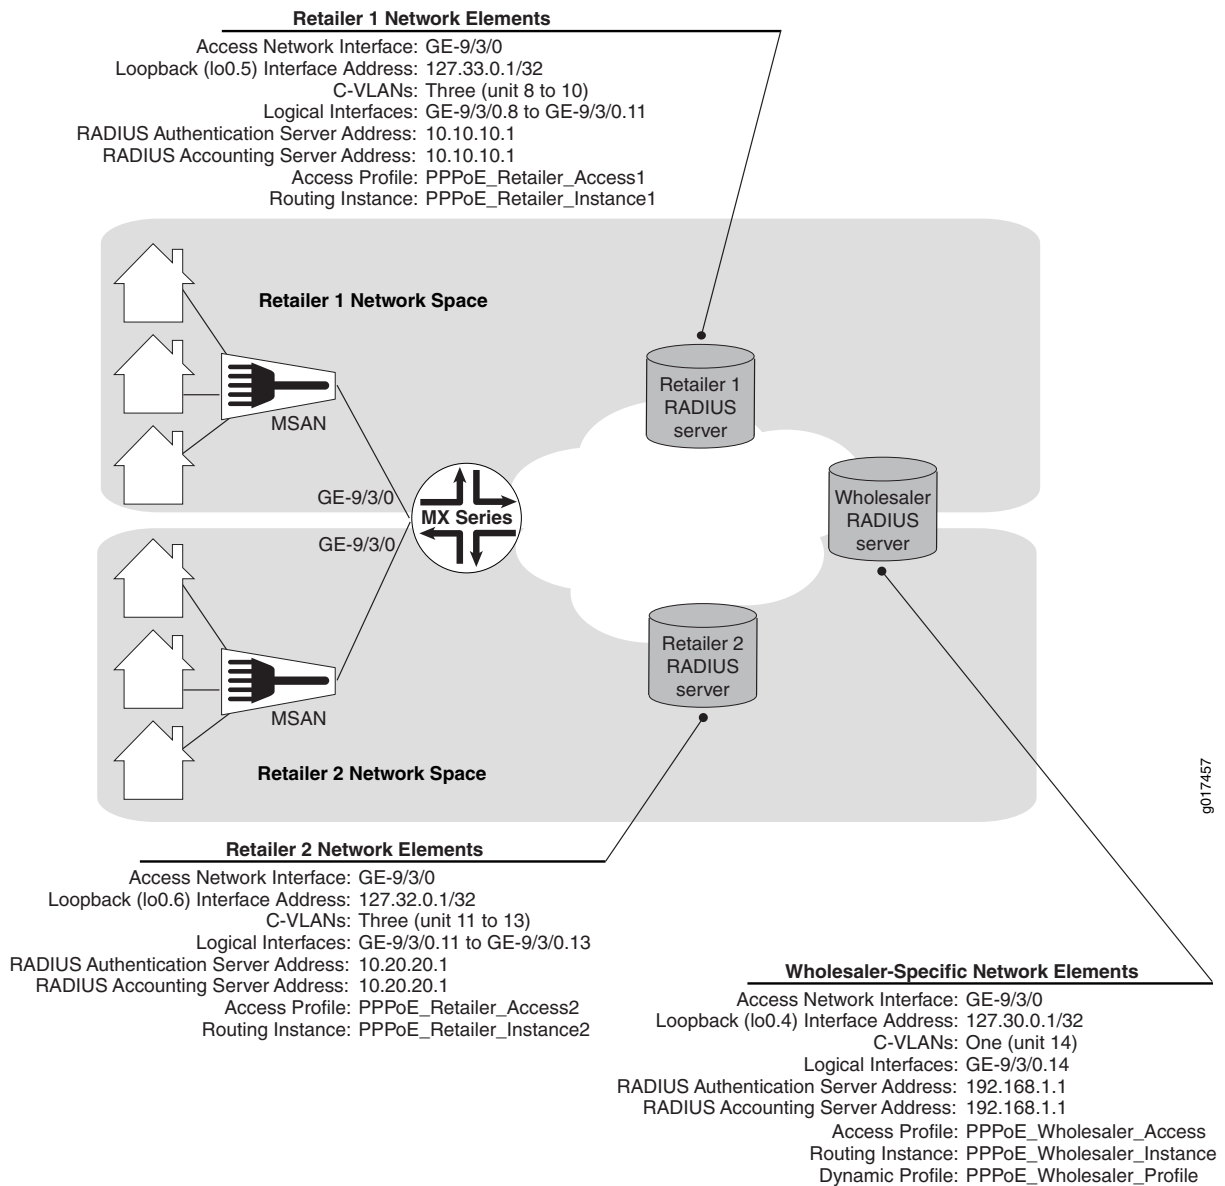 Retailer 1 Network Elements
Access Network Interface: GE-9/3/0
Loopback (lo0.5) Interface Address: 127.33.0.1/32
C-VLANs: Three (unit 8 to 10)
Logical Interfaces: GE-9/3/0.8 to GE-9/3/0.11
RADIUS Authentication Server Address: 10.10.10.1
RADIUS Accounting Server Address: 10.10.10.1
Access Profile: PPPoE_Retailer_Access1
Routing Instance: PPPoE_Retailer_Instance1
Retailer 1 Network Space
MSAN
GE-9/3/0
Retailer 1
RADIUS
server
MX Series
Wholesaler
RADIUS
server
GE-9/3/0
MSAN
Retailer 2
RADIUS
server
Retailer 2 Network Space
g017457
Retailer 2 Network Elements
Access Network Interface: GE-9/3/0
Loopback (lo0.6) Interface Address: 127.32.0.1/32
C-VLANs: Three (unit 11 to 13)
Logical Interfaces: GE-9/3/0.11 to GE-9/3/0.13
RADIUS Authentication Server Address: 10.20.20.1
RADIUS Accounting Server Address: 10.20.20.1
Access Profile: PPPoE_Retailer_Access2
Routing Instance: PPPoE_Retailer_Instance2
Wholesaler-Specific Network Elements
Access Network Interface: GE-9/3/0
Loopback (lo0.4) Interface Address: 127.30.0.1/32
C-VLANs: One (unit 14)
Logical Interfaces: GE-9/3/0.14
RADIUS Authentication Server Address: 192.168.1.1
RADIUS Accounting Server Address: 192.168.1.1
Access Profile: PPPoE_Wholesaler_Access
Routing Instance: PPPoE_Wholesaler_Instance
Dynamic Profile: PPPoE_Wholesaler_Profile